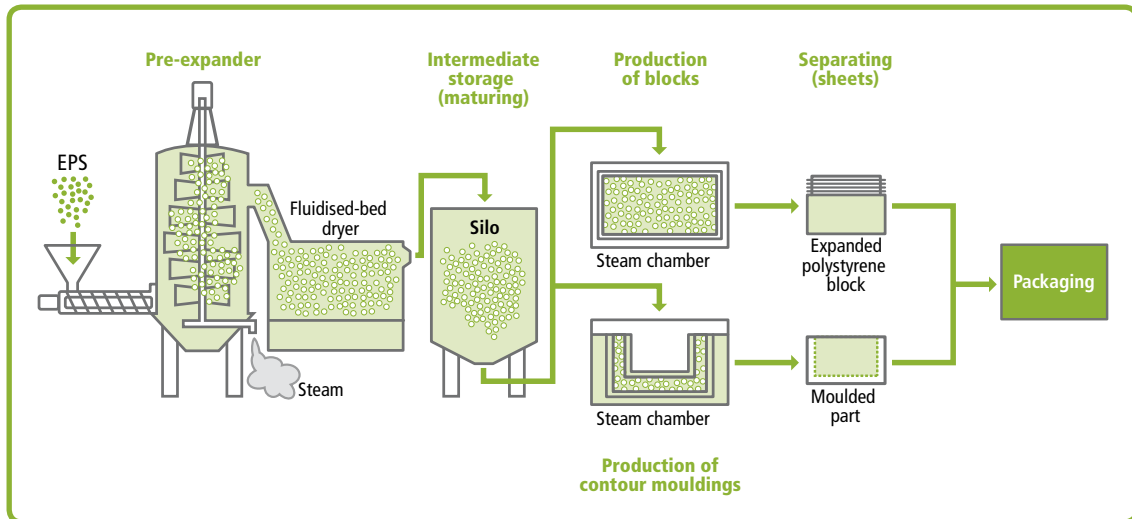 Pre-expander
Intermediate
storage
(maturing)
Production
of blocks
Separating
(sheets)
EPS
Fluidised-bed
dryer
Silo
Steam chamber
Expanded
polystyrene
block
Packaging
Steam
Steam chamber
Moulded
part
Production of
contour mouldings